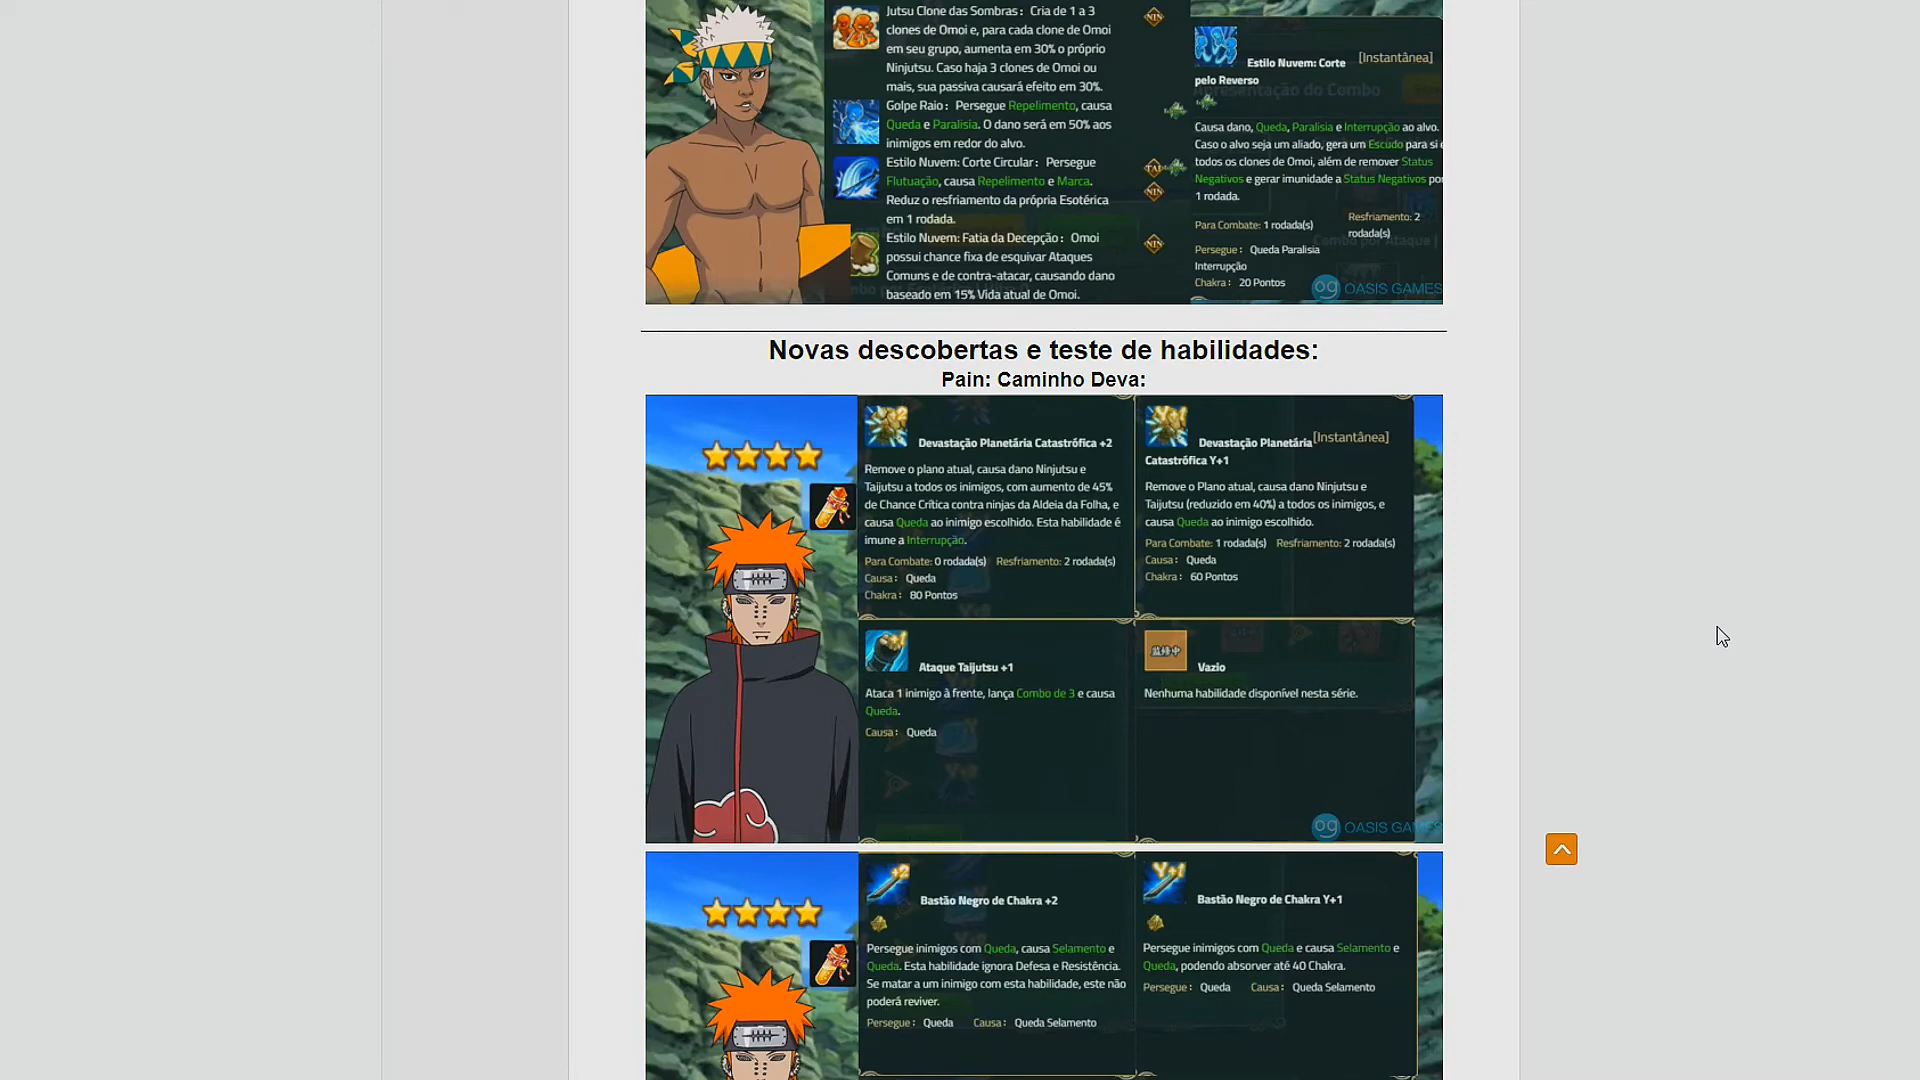 Jutsu Clone das Sombras: Cria de 1 a 3
clones de Omoi e, para cada clone de Omoi
em seu grupo, aumenta em 30% o próprio
Ninjutsu. Caso haja 3 clones de Omoi ou
mais, sua passiva causará efeito em 30%.
Golpe Raio: Persegue Repelimento, causa
Queda e Paralisia. O dano será em 50% aos
inimigos em redor do alvo.
Estilo Nuvem: Corte Circular: Persegue
Flutuação, causa Repelimento e Marca.
Reduz o resfriamento da própria Esotérica
em 1 rodada.
Estilo Nuvem: Fatia da Decepção: Omoi
possui chance fixa de esquivar Ataques
Comuns e de contra-atacar, causando dano
baseado em 15% Vida atual de Omoi.
NIN
TAI
NIN
NIN
Estilo Nuvem: Corte [Instantânea]
pelo Reverso
Apresentação do Combo
Causa dano, Queda, Paralisia e Interrupção ao alvo.
Caso o alvo seja um aliado, gera um Escudo para si e
todos os clones de Omoi, além de remover Status
Negativos e gerar imunidade a Status Negativos por
1 rodada.
Para Combate: 1 rodada(s) Resfriamento: 2
rodada(s)
Persegue: Queda Paralisia
Interrupção
Chakra: 20 Pontos
og OASIS GAMES
Novas descobertas e teste de habilidades:
Pain: Caminho Deva:
+2
Devastação Planetária Catastrófica +2
Remove o plano atual, causa dano Ninjutsu e
Taijutsu a todos os inimigos, com aumento de 45%
de Chance Crítica contra ninjas da Aldeia da Folha, e
causa Queda ao inimigo escolhido. Esta habilidade é
imune a Interrupção.
Para Combate: 0 rodada(s) Resfriamento: 2 rodada(s)
Causa: Queda
Chakra: 80 Pontos
Y+1
Devastação Planetária [Instantânea]
Catastrófica Y+1
Remove o Plano atual, causa dano Ninjutsu e
Taijutsu (reduzido em 40%) a todos os inimigos, e
causa Queda ao inimigo escolhido.
Para Combate: 1 rodada(s) Resfriamento: 2 rodada(s)
Causa: Queda
Chakra: 60 Pontos
+1
Ataque Taijutsu +1
Ataca 1 inimigo à frente, lança Combo de 3 e causa
Queda.
Causa: Queda
Vazio
Nenhuma habilidade disponível nesta série.
og OASIS GAMES
+2
Bastão Negro de Chakra +2
Persegue inimigos com Queda, causa Selamento e
Queda. Esta habilidade ignora Defesa e Resistência.
Se matar a um inimigo com esta habilidade, este não
poderá reviver.
Persegue: Queda Causa: Queda Selamento
Y+1
Bastão Negro de Chakra Y+1
Persegue inimigos com Queda e causa Selamento e
Queda, podendo absorver até 40 Chakra.
Persegue: Queda Causa: Queda Selamento